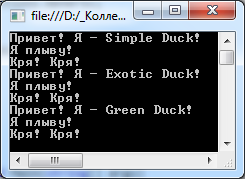 file:///D:/_Колле...
Привет! Я - Simple Duck!
Я плыву!
Кря! Кря!
Привет! Я - Exotic Duck!
Я плыву!
Кря! Кря!
Привет! Я - Green Duck!
Я плыву!
Кря! Кря!